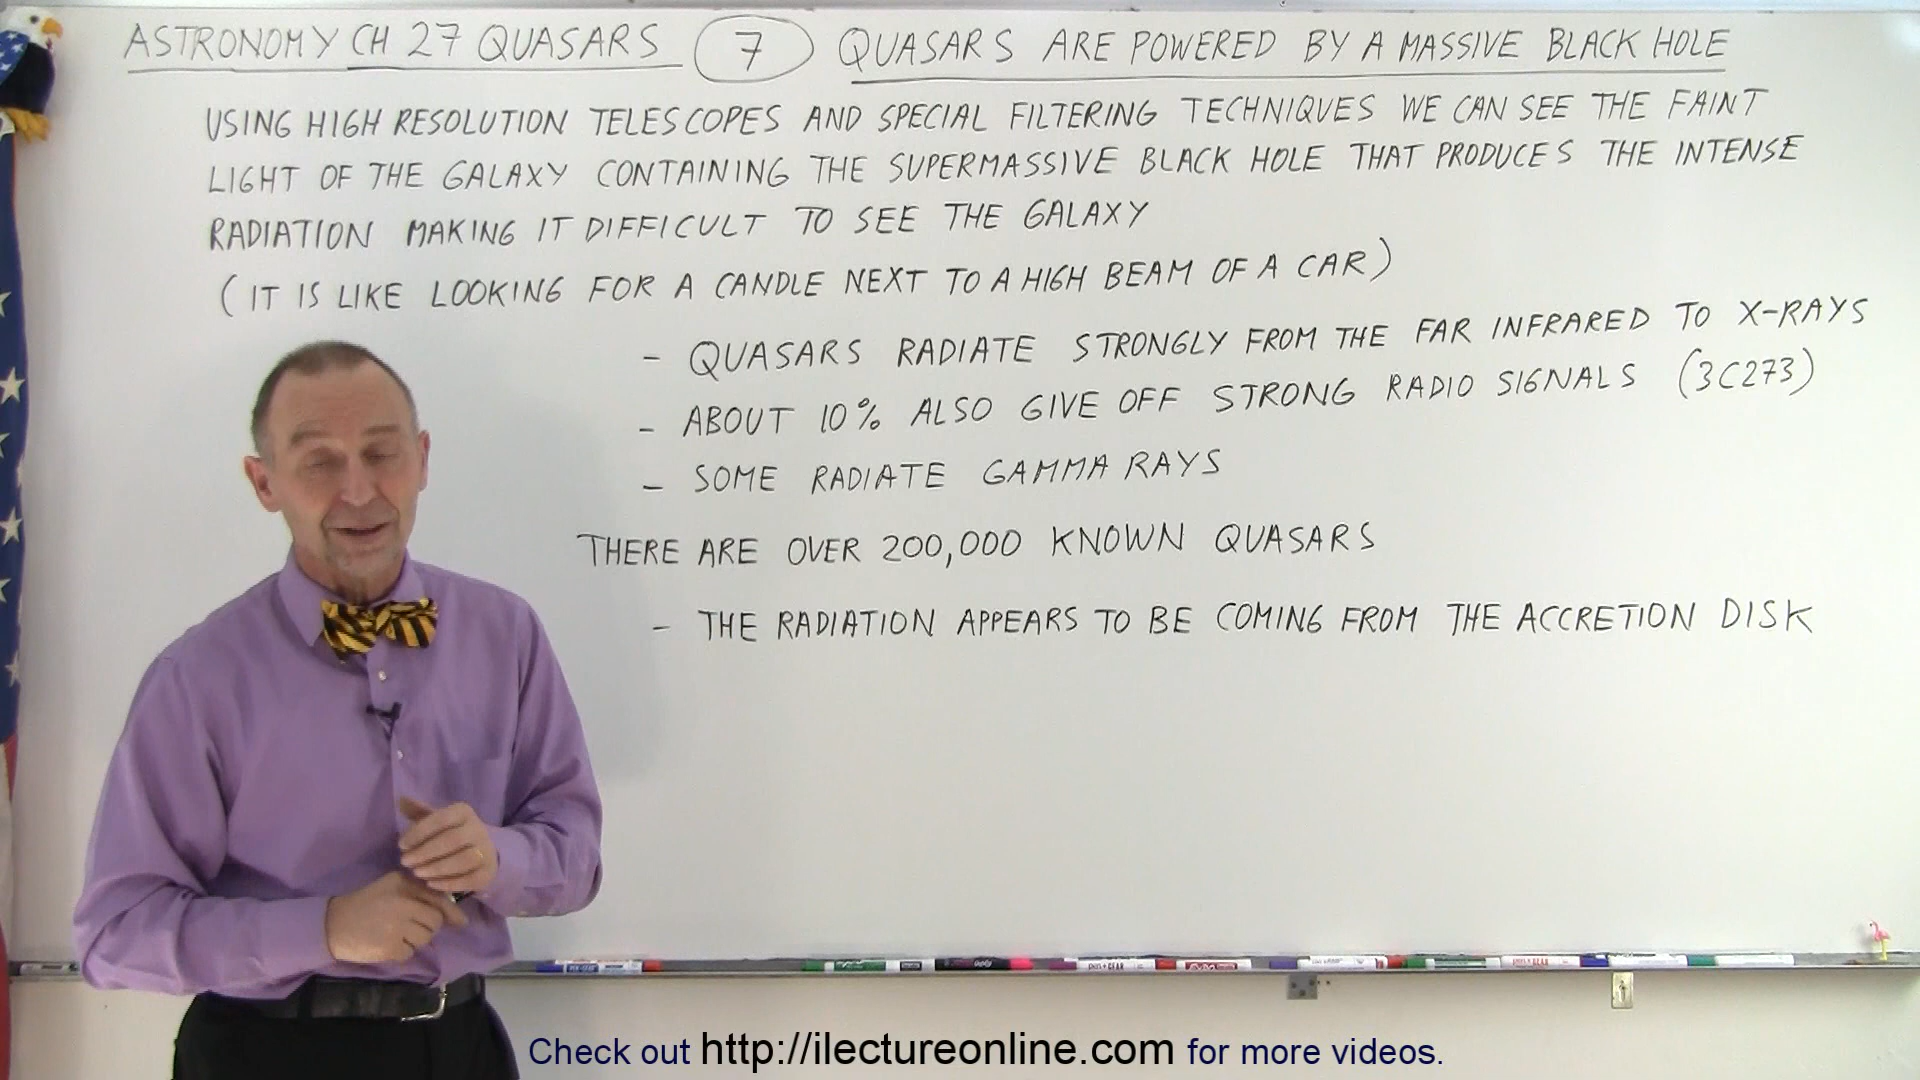 ASTRONOMY CH 27 QUASARS 7 QUASARS ARE POWERED BY A MASSIVE BLACK HOLE
USING HIGH RESOLUTION TELESCOPES AND SPECIAL FILTERING TECHNIQUES WE CAN SEE THE FAINT
LIGHT OF THE GALAXY CONTAINING THE SUPERMASSIVE BLACK HOLE THAT PRODUCES THE INTENSE
RADIATION MAKING IT DIFFICULT TO SEE THE GALAXY
(IT IS LIKE LOOKING FOR A CANDLE NEXT TO A HIGH BEAM OF A CAR)
- QUASARS RADIATE STRONGLY FROM THE FAR INFRARED TO X-RAYS
- ABOUT 10% ALSO GIVE OFF STRONG RADIO SIGNALS (3C273)
- SOME RADIATE GAMMA RAYS
THERE ARE OVER 200,000 KNOWN QUASARS
- THE RADIATION APPEARS TO BE COMING FROM THE ACCRETION DISK
Check out http://ilectureonline.com for more videos.